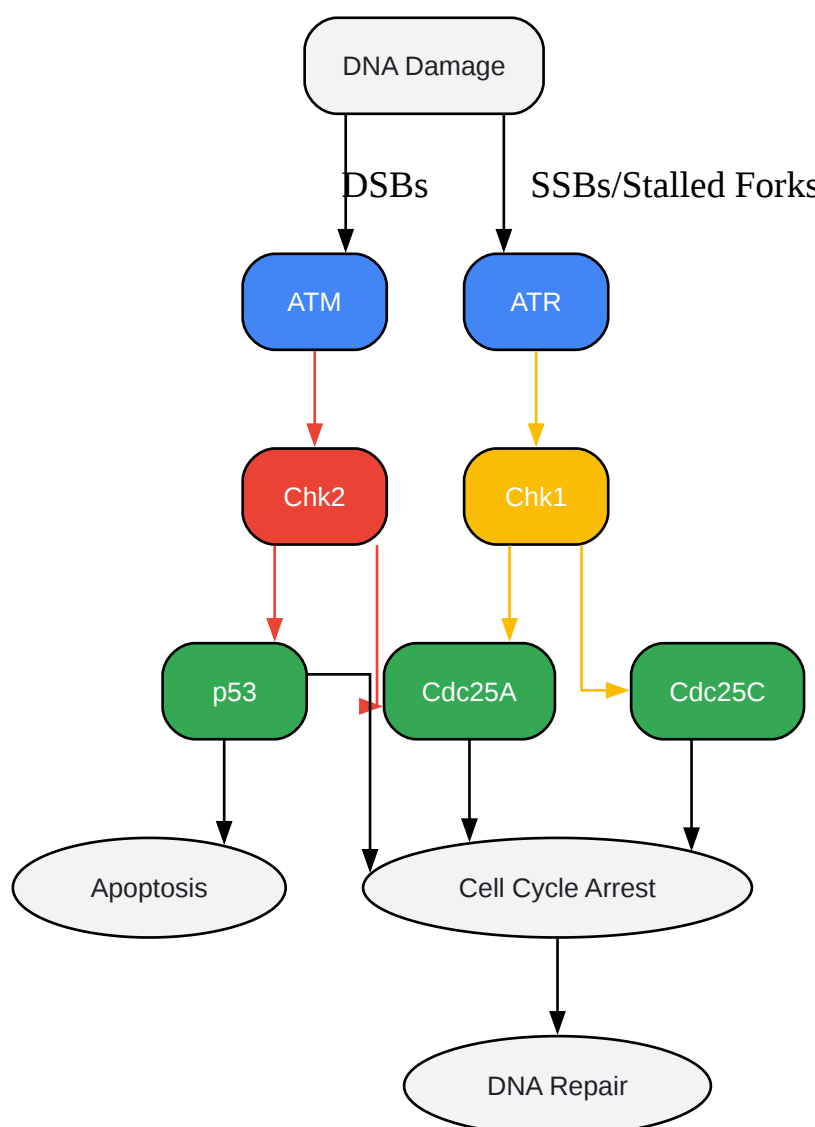 DNA Damage
DSBs
SSBs/Stalled Forks
ATM
ATR
Chk2
Chk1
p53
Cdc25A
Cdc25C
Apoptosis
Cell Cycle Arrest
DNA Repair